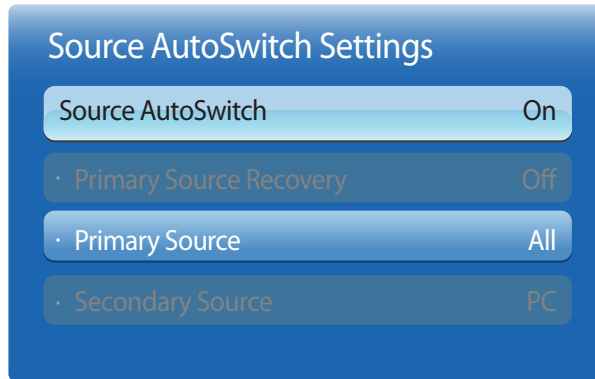 Source AutoSwitch Settings
Source AutoSwitch On
· Primary Source Recovery Off
· Primary Source All
· Secondary Source PC